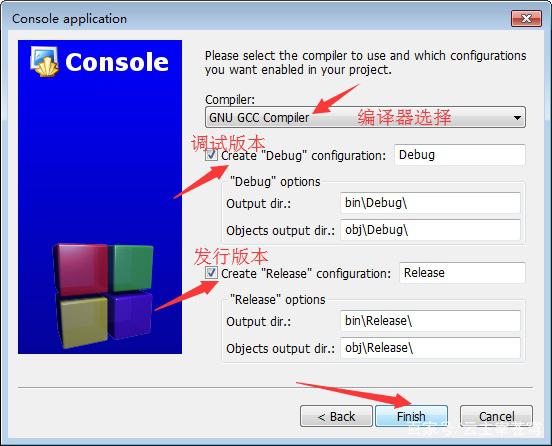 Console application
Console
Please select the compiler to use and which configurations
you want enabled in your project.
Compiler:
GNU GCC Compiler
编译器选择
调试版本
Create "Debug" configuration: Debug
"Debug" options
Output dir.: bin\Debug\
Objects output dir.: obj\Debug\
发行版本
Create "Release" configuration: Release
"Release" options
Output dir.: bin\Release\
Objects output dir.: obj\Release\
< Back Finish Cancel